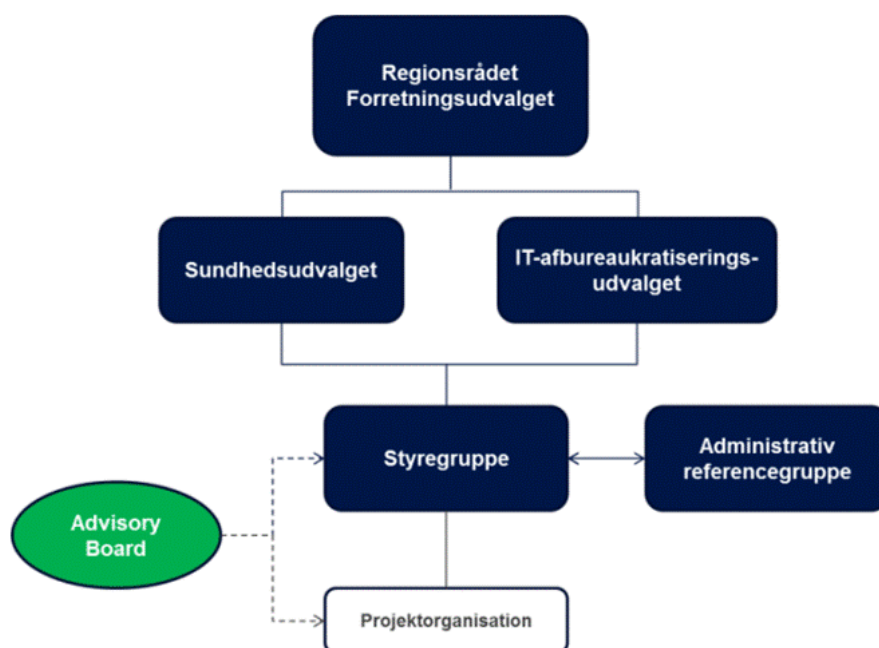 Regionsrådet
Forretningsudvalget
Sundhedsudvalget
IT-afbureaukratiserings-
udvalget
Styregruppe
Administrativ
referencegruppe
Advisory
Board
Projektorganisation